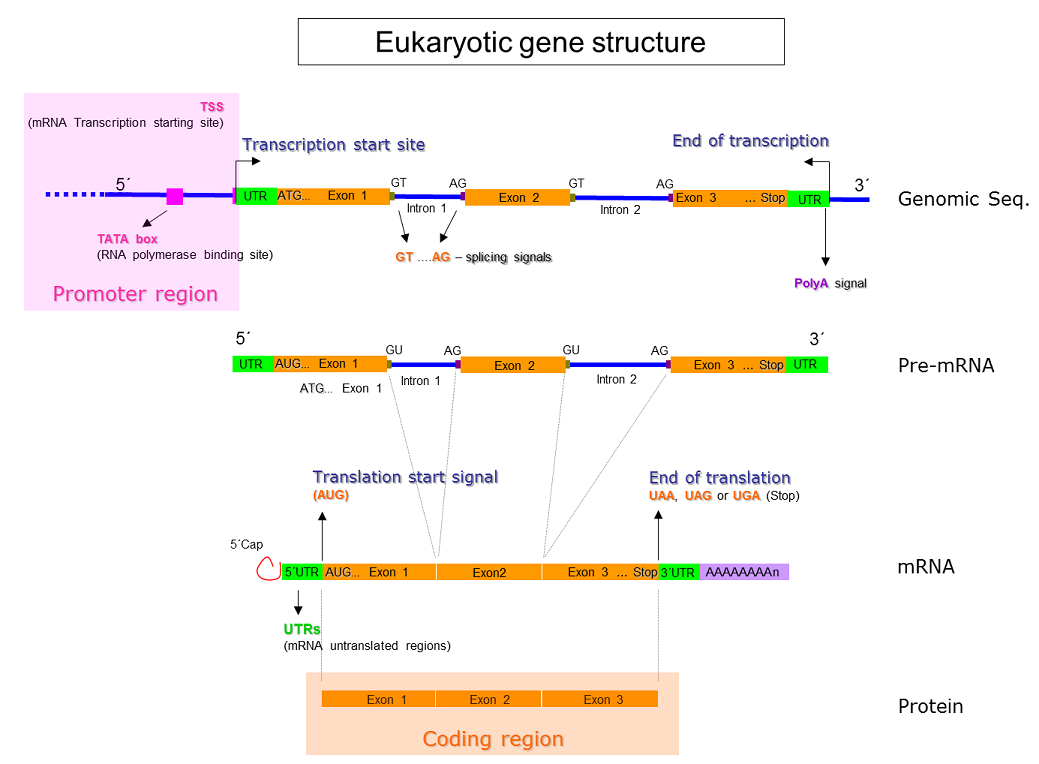 Eukaryotic gene structure
TSS
(mRNA Transcription starting site)
Transcription start site
End of transcription
5´
UTR
ATG...
Exon 1
GT
Intron 1
AG
Exon 2
GT
Intron 2
AG
Exon 3
... Stop
UTR
3´
Genomic Seq.
TATA box
(RNA polymerase binding site)
GT ....AG – splicing signals
PolyA signal
Promoter region
5´
3´
UTR
AUG... Exon 1
GU
Intron 1
AG
Exon 2
GU
Intron 2
AG
Exon 3 ... Stop
UTR
Pre-mRNA
ATG... Exon 1
Translation start signal
(AUG)
End of translation
UAA, UAG or UGA (Stop)
5´Cap
5´UTR
AUG... Exon 1
Exon2
Exon 3 ... Stop
3´UTR
AAAAAAAAn
mRNA
UTRs
(mRNA untranslated regions)
Exon 1
Exon 2
Exon 3
Protein
Coding region